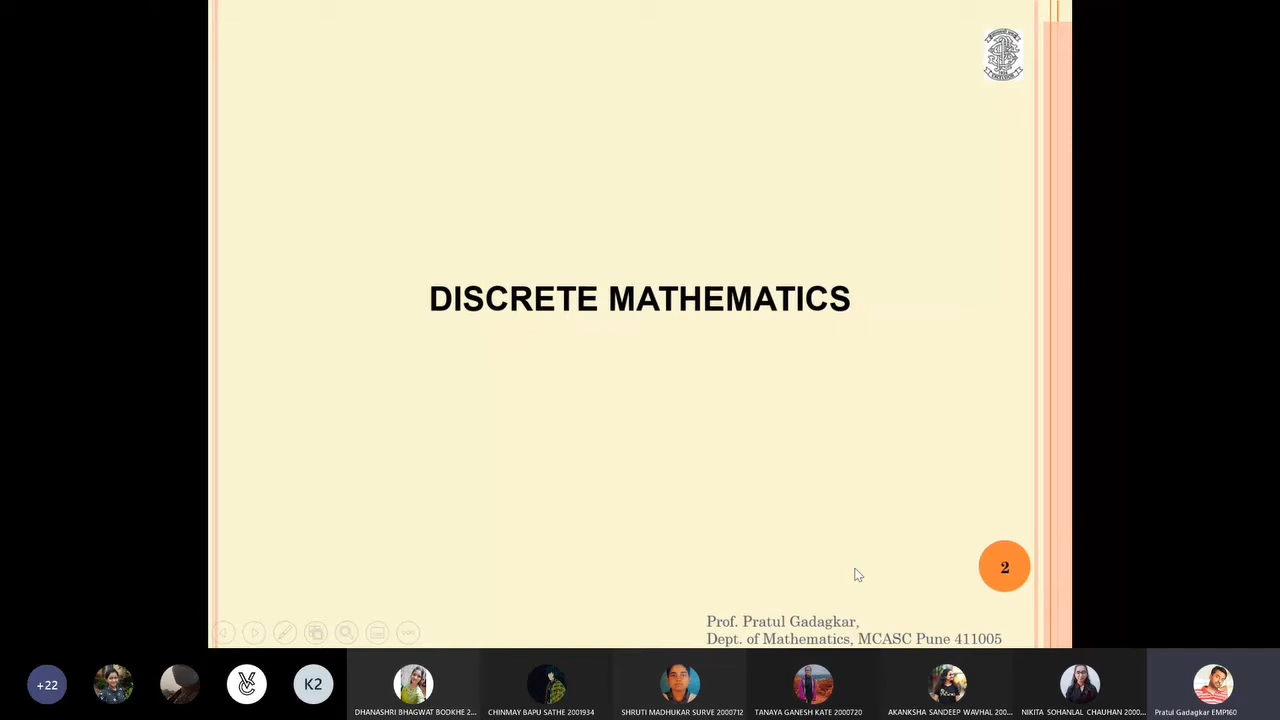 DISCRETE MATHEMATICS
2
Prof. Pratul Gadagkar,
Dept. of Mathematics, MCASC Pune 411005
+22
K2
DHANASHRI BHAGWAT BODKHE 2...
CHINMAY BAPU SATHE 2001934
SHRUTI MADHUKAR SURVE 2000712
TANAYA GANESH KATE 2000720
AKANKSHA SANDEEP WAVHAL 200...
NIKITA SOHANLAL CHAUHAN 2000...
Pratul Gadagkar EMP160